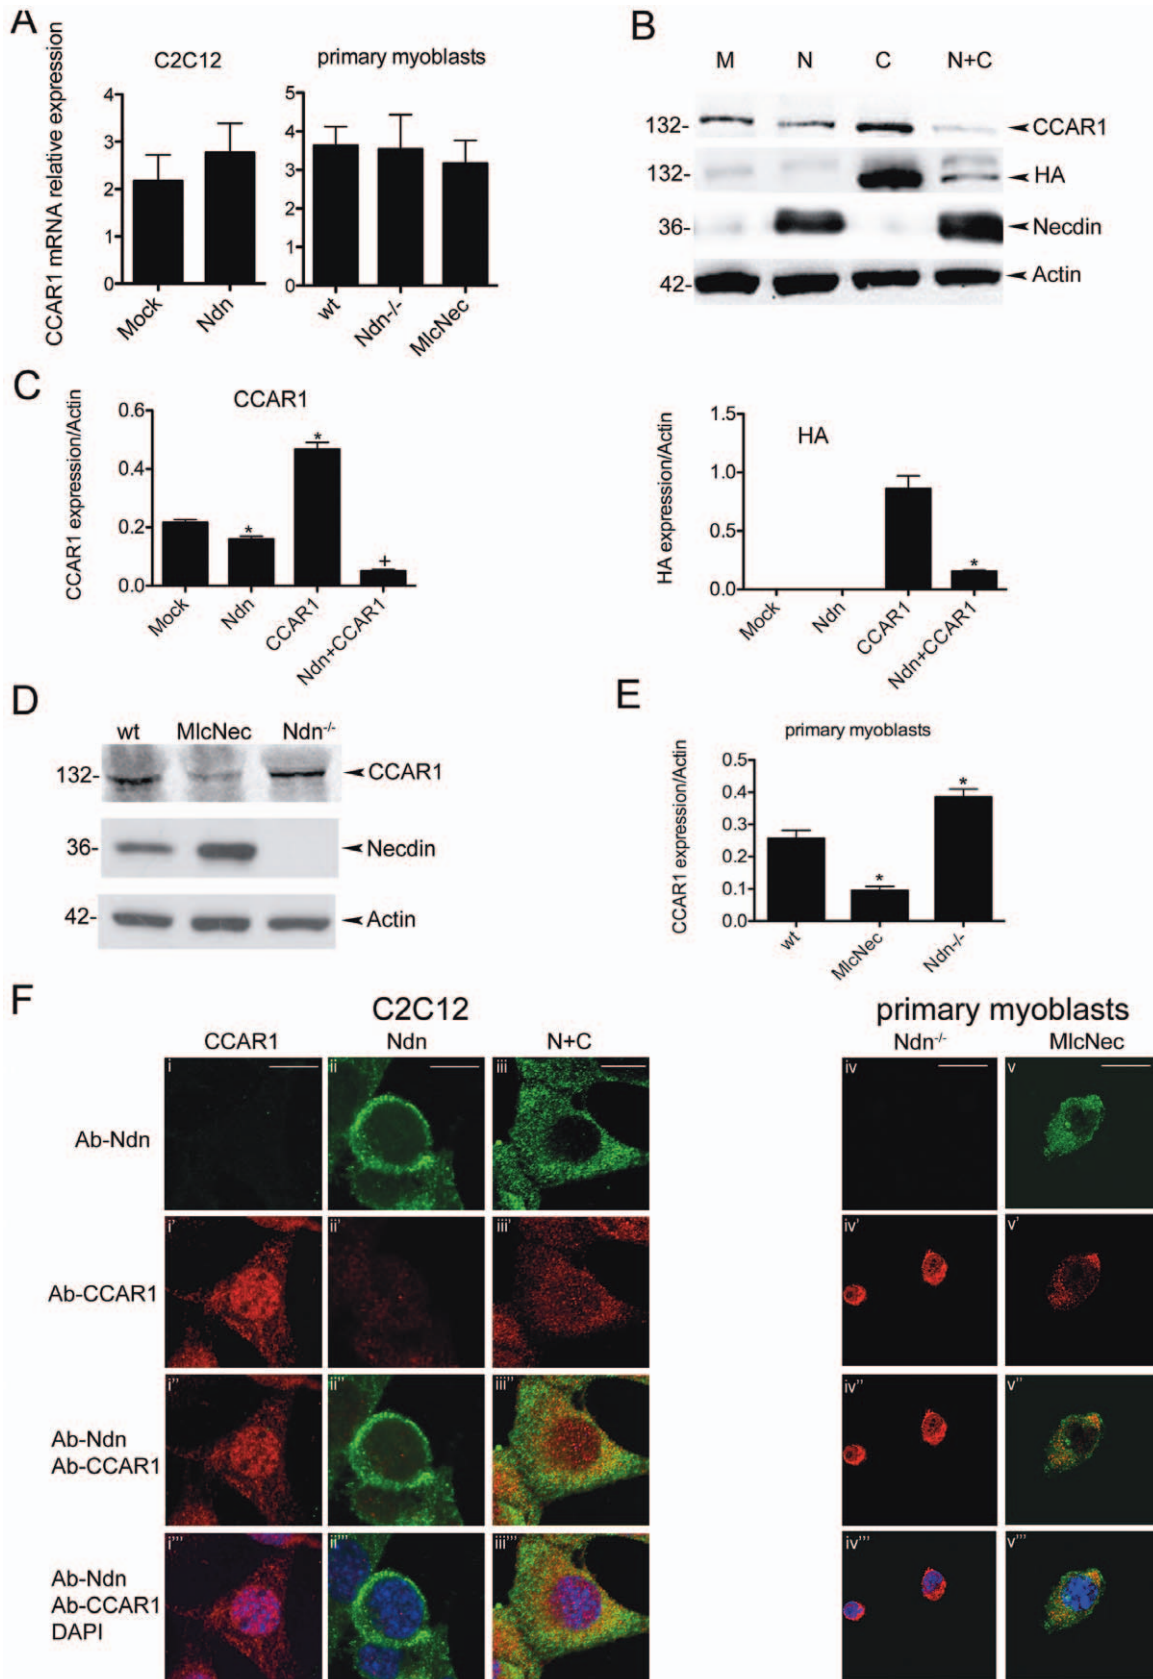 A
CCAR1 mRNA relative expression
C2C12
4
3
2
1
0
Mock
Ndn
primary myoblasts
5
4
3
2
1
0
wt
Ndn-/-
MlcNec
B
M N C N+C
132- CCAR1
132- HA
36- Necdin
42- Actin
C
CCAR1 expression/Actin
CCAR1
0.6
0.4
0.2
0.0
*
*
+
Mock
Ndn
CCAR1
Ndn+CCAR1
HA expression/Actin
HA
1.5
1.0
0.5
0.0
*
Mock
Ndn
CCAR1
Ndn+CCAR1
D
wt MlcNec Ndn-/-
132- CCAR1
36- Necdin
42- Actin
E
primary myoblasts
CCAR1 expression/Actin
0.5
0.4
0.3
0.2
0.1
0.0
*
*
wt
MlcNec
Ndn-/-
F
C2C12
CCAR1 Ndn N+C
primary myoblasts
Ndn-/- MlcNec
Ab-Ndn
i ii iii iv v
Ab-CCAR1
i' ii' iii' iv' v'
Ab-Ndn
Ab-CCAR1
i'' ii'' iii'' iv'' v''
Ab-Ndn
Ab-CCAR1
DAPI
i''' ii''' iii''' iv''' v'''